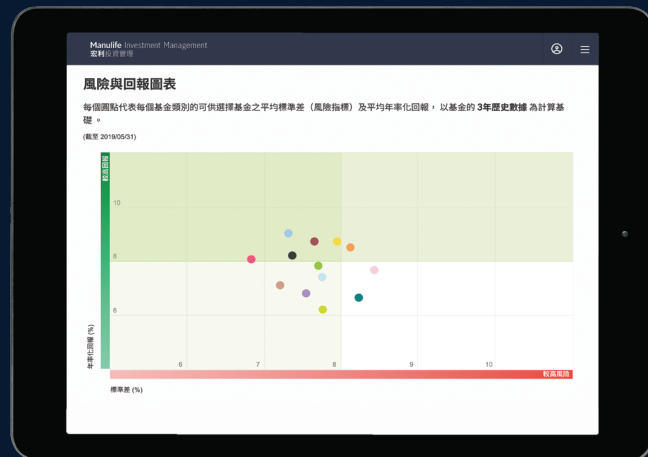 Manulife Investment Management
宏利投資管理
風險與回報圖表
每個圓點代表每個基金類別的可供選擇基金之平均標準差（風險指標）及平均年率化回報， 以基金的 3年歷史數據 為計算基
礎 。
(截至 2019/05/31)
較高回報
10
8
6
年率化回報 (%)
6
7
8
9
10
較高風險
標準差 (%)